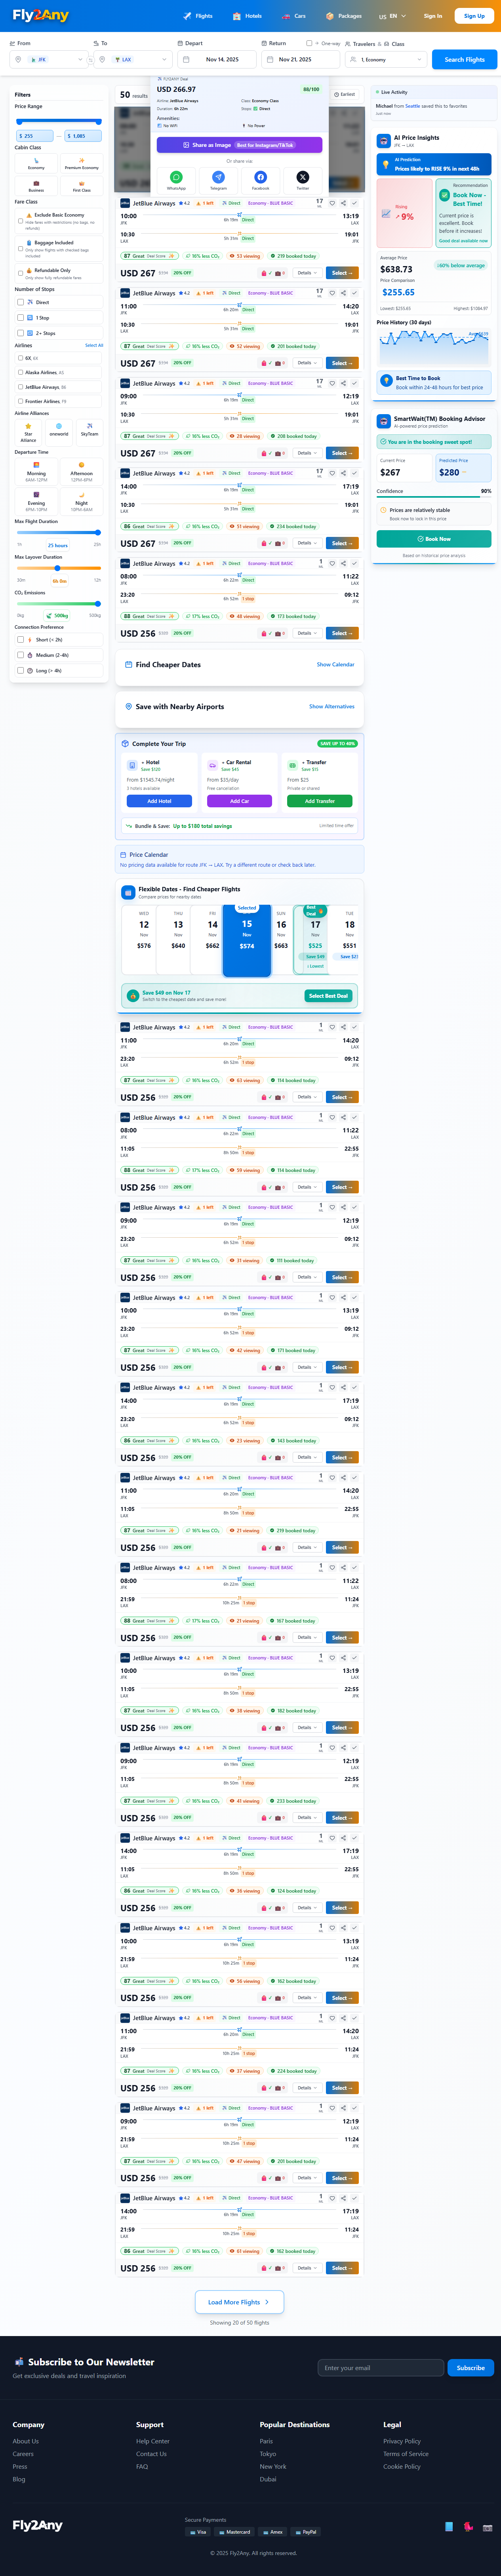 Fly2Any
Flights
Hotels
Cars
Packages
US EN
Sign In
Sign Up
From
To
Depart
Return
One-way
Travelers & Class
JFK
LAX
Nov 14, 2025
Nov 21, 2025
1, Economy
Search Flights
Filters
Price Range
$ 255
$ 1,085
Cabin Class
Economy
Premium Economy
Business
First Class
Fare Class
Exclude Basic Economy
Baggage Included
Refundable Only
Number of Stops
Direct
1 Stop
2+ Stops
Airlines
Select All
6X, 6X
Alaska Airlines, AS
JetBlue Airways, B6
Frontier Airlines, F9
Airline Alliances
Star Alliance
oneworld
SkyTeam
Departure Time
Morning
6AM-12PM
Afternoon
12PM-6PM
Evening
6PM-10PM
Night
10PM-6AM
Max Flight Duration
25 hours
Max Layover Duration
6h 0m
CO₂ Emissions
500kg
Connection Preference
Short (< 2h)
Medium (2-4h)
Long (> 4h)
50 results
Earliest
FLY2ANY Deal
USD 266.97
88/100
Airline: JetBlue Airways
Class: Economy Class
Duration: 6h 22m
Stops: Direct
Amenities:
No WiFi
No Power
Share as Image
Best for Instagram/TikTok
Or share via:
WhatsApp
Telegram
Facebook
Twitter
JetBlue Airways 4.2 1 left Direct Economy · BLUE BASIC 17
10:00 JFK 6h 19m Direct 13:19 LAX
10:30 LAX 5h 31m 19:01 JFK
87 Great Deal Score 16% less CO₂ 53 viewing 219 booked today
USD 267 20% OFF Details Select →
JetBlue Airways 4.2 1 left Direct Economy · BLUE BASIC 17
11:00 JFK 6h 20m Direct 14:20 LAX
10:30 LAX 5h 31m 19:01 JFK
87 Great Deal Score 16% less CO₂ 52 viewing 201 booked today
USD 267 20% OFF Details Select →
JetBlue Airways 4.2 1 left Direct Economy · BLUE BASIC 17
09:00 JFK 6h 19m Direct 12:19 LAX
10:30 LAX 5h 31m 19:01 JFK
87 Great Deal Score 16% less CO₂ 28 viewing 208 booked today
USD 267 20% OFF Details Select →
JetBlue Airways 4.2 1 left Direct Economy · BLUE BASIC 17
14:00 JFK 6h 19m Direct 17:19 LAX
10:30 LAX 5h 31m 19:01 JFK
86 Great Deal Score 16% less CO₂ 51 viewing 234 booked today
USD 267 20% OFF Details Select →
JetBlue Airways 4.2 1 left Direct Economy · BLUE BASIC 17
08:00 JFK 6h 22m Direct 11:22 LAX
23:20 LAX 6h 52m 1 stop 09:12 JFK
88 Great Deal Score 17% less CO₂ 48 viewing 173 booked today
USD 267 20% OFF Details Select →
Find Cheaper Dates
Show Calendar
Save with Nearby Airports
Show Alternatives
Complete Your Trip
+ Hotel
Save $120
From $1545.74/night
3 hotels available
Add Hotel
+ Car Rental
Save $45
From $35/day
Free cancellation
Add Car
+ Transfer
Save $15
From $25
Private or shared
Add Transfer
Bundle & Save: Up to $180 total savings
Limited time offer
Price Calendar
No pricing data available for route JFK → LAX. Try a different route or check back later.
Flexible Dates - Find Cheaper Flights
Compare prices for nearby dates
WED 12 Nov $576
THU 13 Nov $640
FRI 14 Nov $662
Selected 15 Nov $574
SUN 16 Nov $663
Best Deal 17 Nov $525 Save $49 Lowest
TUE 18 Nov $551
Save $49 on Nov 17
Switch to the cheapest date and save more!
Select Best Deal
JetBlue Airways 4.2 1 left Direct Economy · BLUE BASIC 1
11:00 JFK 6h 20m Direct 14:20 LAX
23:20 LAX 6h 52m 1 stop 09:12 JFK
87 Great Deal Score 16% less CO₂ 63 viewing 114 booked today
USD 256 20% OFF Details Select →
JetBlue Airways 4.2 1 left Direct Economy · BLUE BASIC 1
08:00 JFK 6h 22m Direct 11:22 LAX
11:05 LAX 8h 50m 1 stop 22:55 JFK
88 Great Deal Score 17% less CO₂ 59 viewing 114 booked today
USD 256 20% OFF Details Select →
JetBlue Airways 4.2 1 left Direct Economy · BLUE BASIC 1
09:00 JFK 6h 19m Direct 12:19 LAX
23:20 LAX 6h 52m 1 stop 09:12 JFK
87 Great Deal Score 16% less CO₂ 31 viewing 111 booked today
USD 256 20% OFF Details Select →
JetBlue Airways 4.2 1 left Direct Economy · BLUE BASIC 1
10:00 JFK 6h 19m Direct 13:19 LAX
23:20 LAX 6h 52m 1 stop 09:12 JFK
87 Great Deal Score 16% less CO₂ 42 viewing 171 booked today
USD 256 20% OFF Details Select →
JetBlue Airways 4.2 1 left Direct Economy · BLUE BASIC 1
14:00 JFK 6h 19m Direct 17:19 LAX
23:20 LAX 6h 52m 1 stop 09:12 JFK
86 Great Deal Score 16% less CO₂ 23 viewing 143 booked today
USD 256 20% OFF Details Select →
JetBlue Airways 4.2 1 left Direct Economy · BLUE BASIC 1
11:00 JFK 6h 20m Direct 14:20 LAX
11:05 LAX 8h 50m 1 stop 22:55 JFK
87 Great Deal Score 16% less CO₂ 21 viewing 219 booked today
USD 256 20% OFF Details Select →
JetBlue Airways 4.2 1 left Direct Economy · BLUE BASIC 1
08:00 JFK 6h 22m Direct 11:22 LAX
21:59 LAX 10h 25m 1 stop 11:24 JFK
88 Great Deal Score 17% less CO₂ 21 viewing 167 booked today
USD 256 20% OFF Details Select →
JetBlue Airways 4.2 1 left Direct Economy · BLUE BASIC 1
10:00 JFK 6h 19m Direct 13:19 LAX
11:05 LAX 8h 50m 1 stop 22:55 JFK
87 Great Deal Score 16% less CO₂ 38 viewing 182 booked today
USD 256 20% OFF Details Select →
JetBlue Airways 4.2 1 left Direct Economy · BLUE BASIC 1
09:00 JFK 6h 19m Direct 12:19 LAX
11:05 LAX 8h 50m 1 stop 22:55 JFK
87 Great Deal Score 16% less CO₂ 41 viewing 233 booked today
USD 256 20% OFF Details Select →
JetBlue Airways 4.2 1 left Direct Economy · BLUE BASIC 1
14:00 JFK 6h 19m Direct 17:19 LAX
11:05 LAX 8h 50m 1 stop 22:55 JFK
86 Great Deal Score 16% less CO₂ 36 viewing 124 booked today
USD 256 20% OFF Details Select →
JetBlue Airways 4.2 1 left Direct Economy · BLUE BASIC 1
10:00 JFK 6h 19m Direct 13:19 LAX
21:59 LAX 10h 25m 1 stop 11:24 JFK
87 Great Deal Score 16% less CO₂ 56 viewing 162 booked today
USD 256 20% OFF Details Select →
JetBlue Airways 4.2 1 left Direct Economy · BLUE BASIC 1
11:00 JFK 6h 20m Direct 14:20 LAX
21:59 LAX 10h 25m 1 stop 11:24 JFK
87 Great Deal Score 16% less CO₂ 37 viewing 224 booked today
USD 256 20% OFF Details Select →
JetBlue Airways 4.2 1 left Direct Economy · BLUE BASIC 1
09:00 JFK 6h 19m Direct 12:19 LAX
21:59 LAX 10h 25m 1 stop 11:24 JFK
87 Great Deal Score 16% less CO₂ 47 viewing 201 booked today
USD 256 20% OFF Details Select →
JetBlue Airways 4.2 1 left Direct Economy · BLUE BASIC 1
14:00 JFK 6h 19m Direct 17:19 LAX
21:59 LAX 10h 25m 1 stop 11:24 JFK
86 Great Deal Score 16% less CO₂ 61 viewing 162 booked today
USD 256 20% OFF Details Select →
Load More Flights
Showing 20 of 50 flights
Live Activity
Michael from Seattle saved this to favorites
Just now
AI Price Insights
JFK → LAX
AI Prediction
Prices likely to RISE 9% in next 48h
Rising
9%
Recommendation
Book Now - Best Time!
Current price is excellent. Book before it increases!
Good deal available now
Average Price
$638.73
60% below average
Price Comparison
$255.65
Lowest: $255.65
Highest: $1084.97
Price History (30 days)
Best Time to Book
Book within 24-48 hours for best price
SmartWait(TM) Booking Advisor
AI-powered price prediction
You are in the booking sweet spot!
Current Price
$267
Predicted Price
$280
Confidence
90%
Prices are relatively stable
Book now to lock in this price
Book Now
Based on historical price analysis
Subscribe to Our Newsletter
Get exclusive deals and travel inspiration
Enter your email
Subscribe
Company
About Us
Careers
Press
Blog
Support
Help Center
Contact Us
FAQ
Popular Destinations
Paris
Tokyo
New York
Dubai
Legal
Privacy Policy
Terms of Service
Cookie Policy
Fly2Any
Secure Payments
Visa
Mastercard
Amex
PayPal
© 2025 Fly2Any. All rights reserved.